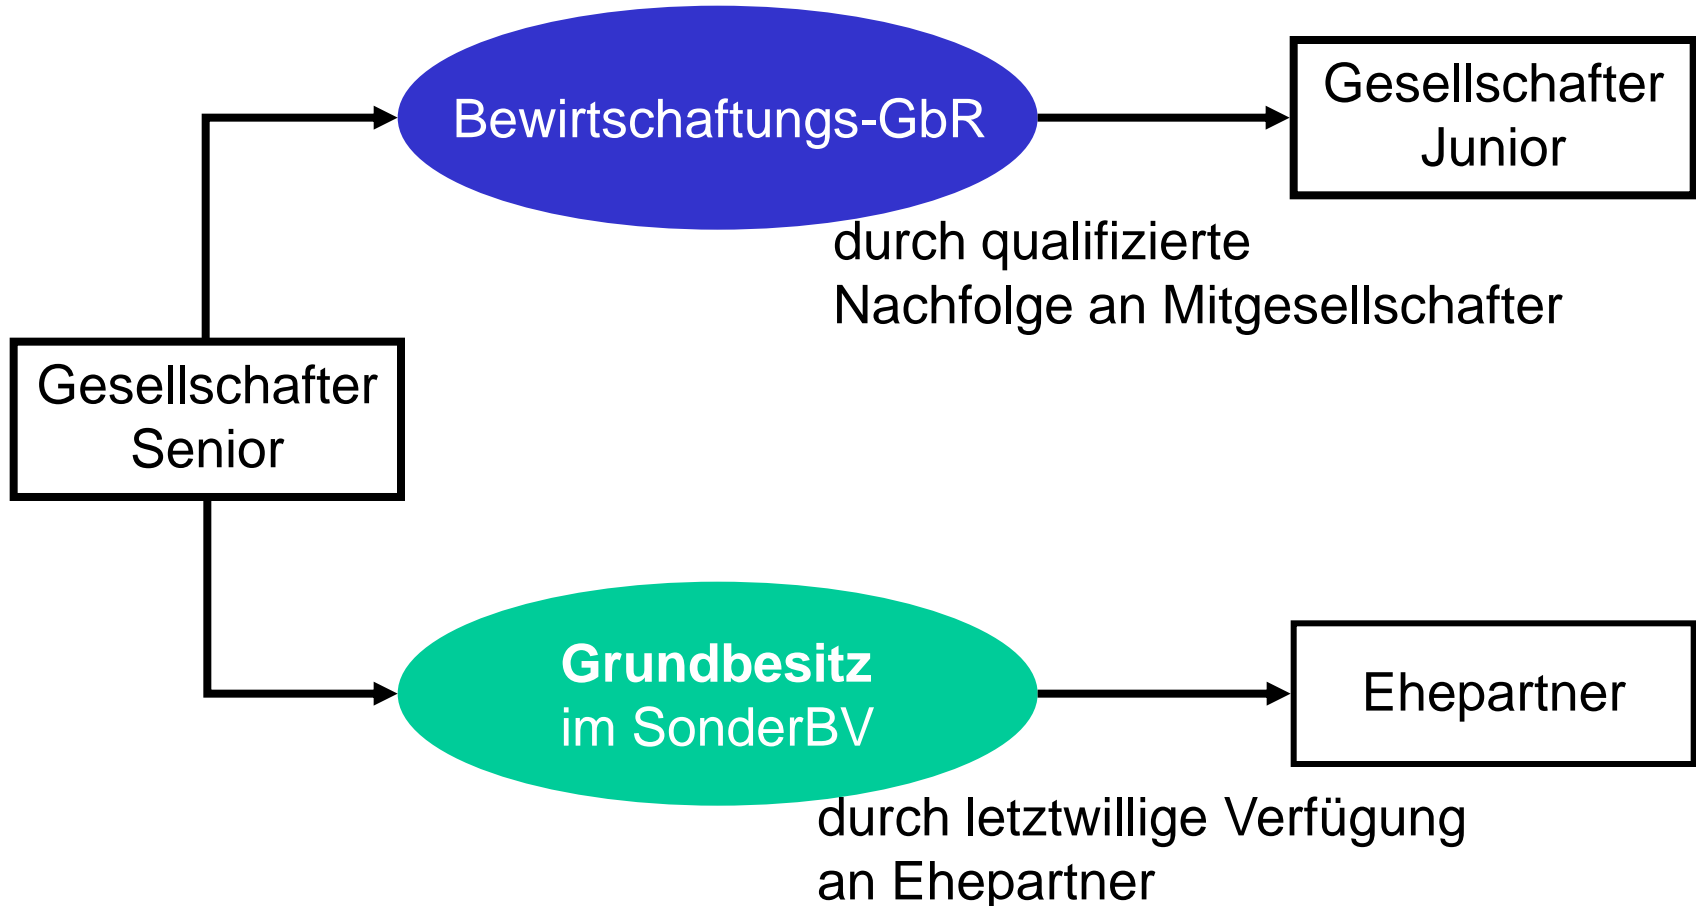 Bewirtschaftungs-GbR
Gesellschafter
Junior
durch qualifizierte
Nachfolge an Mitgesellschafter
Gesellschafter
Senior
Grundbesitz
im SonderBV
Ehepartner
durch letztwillige Verfügung
an Ehepartner